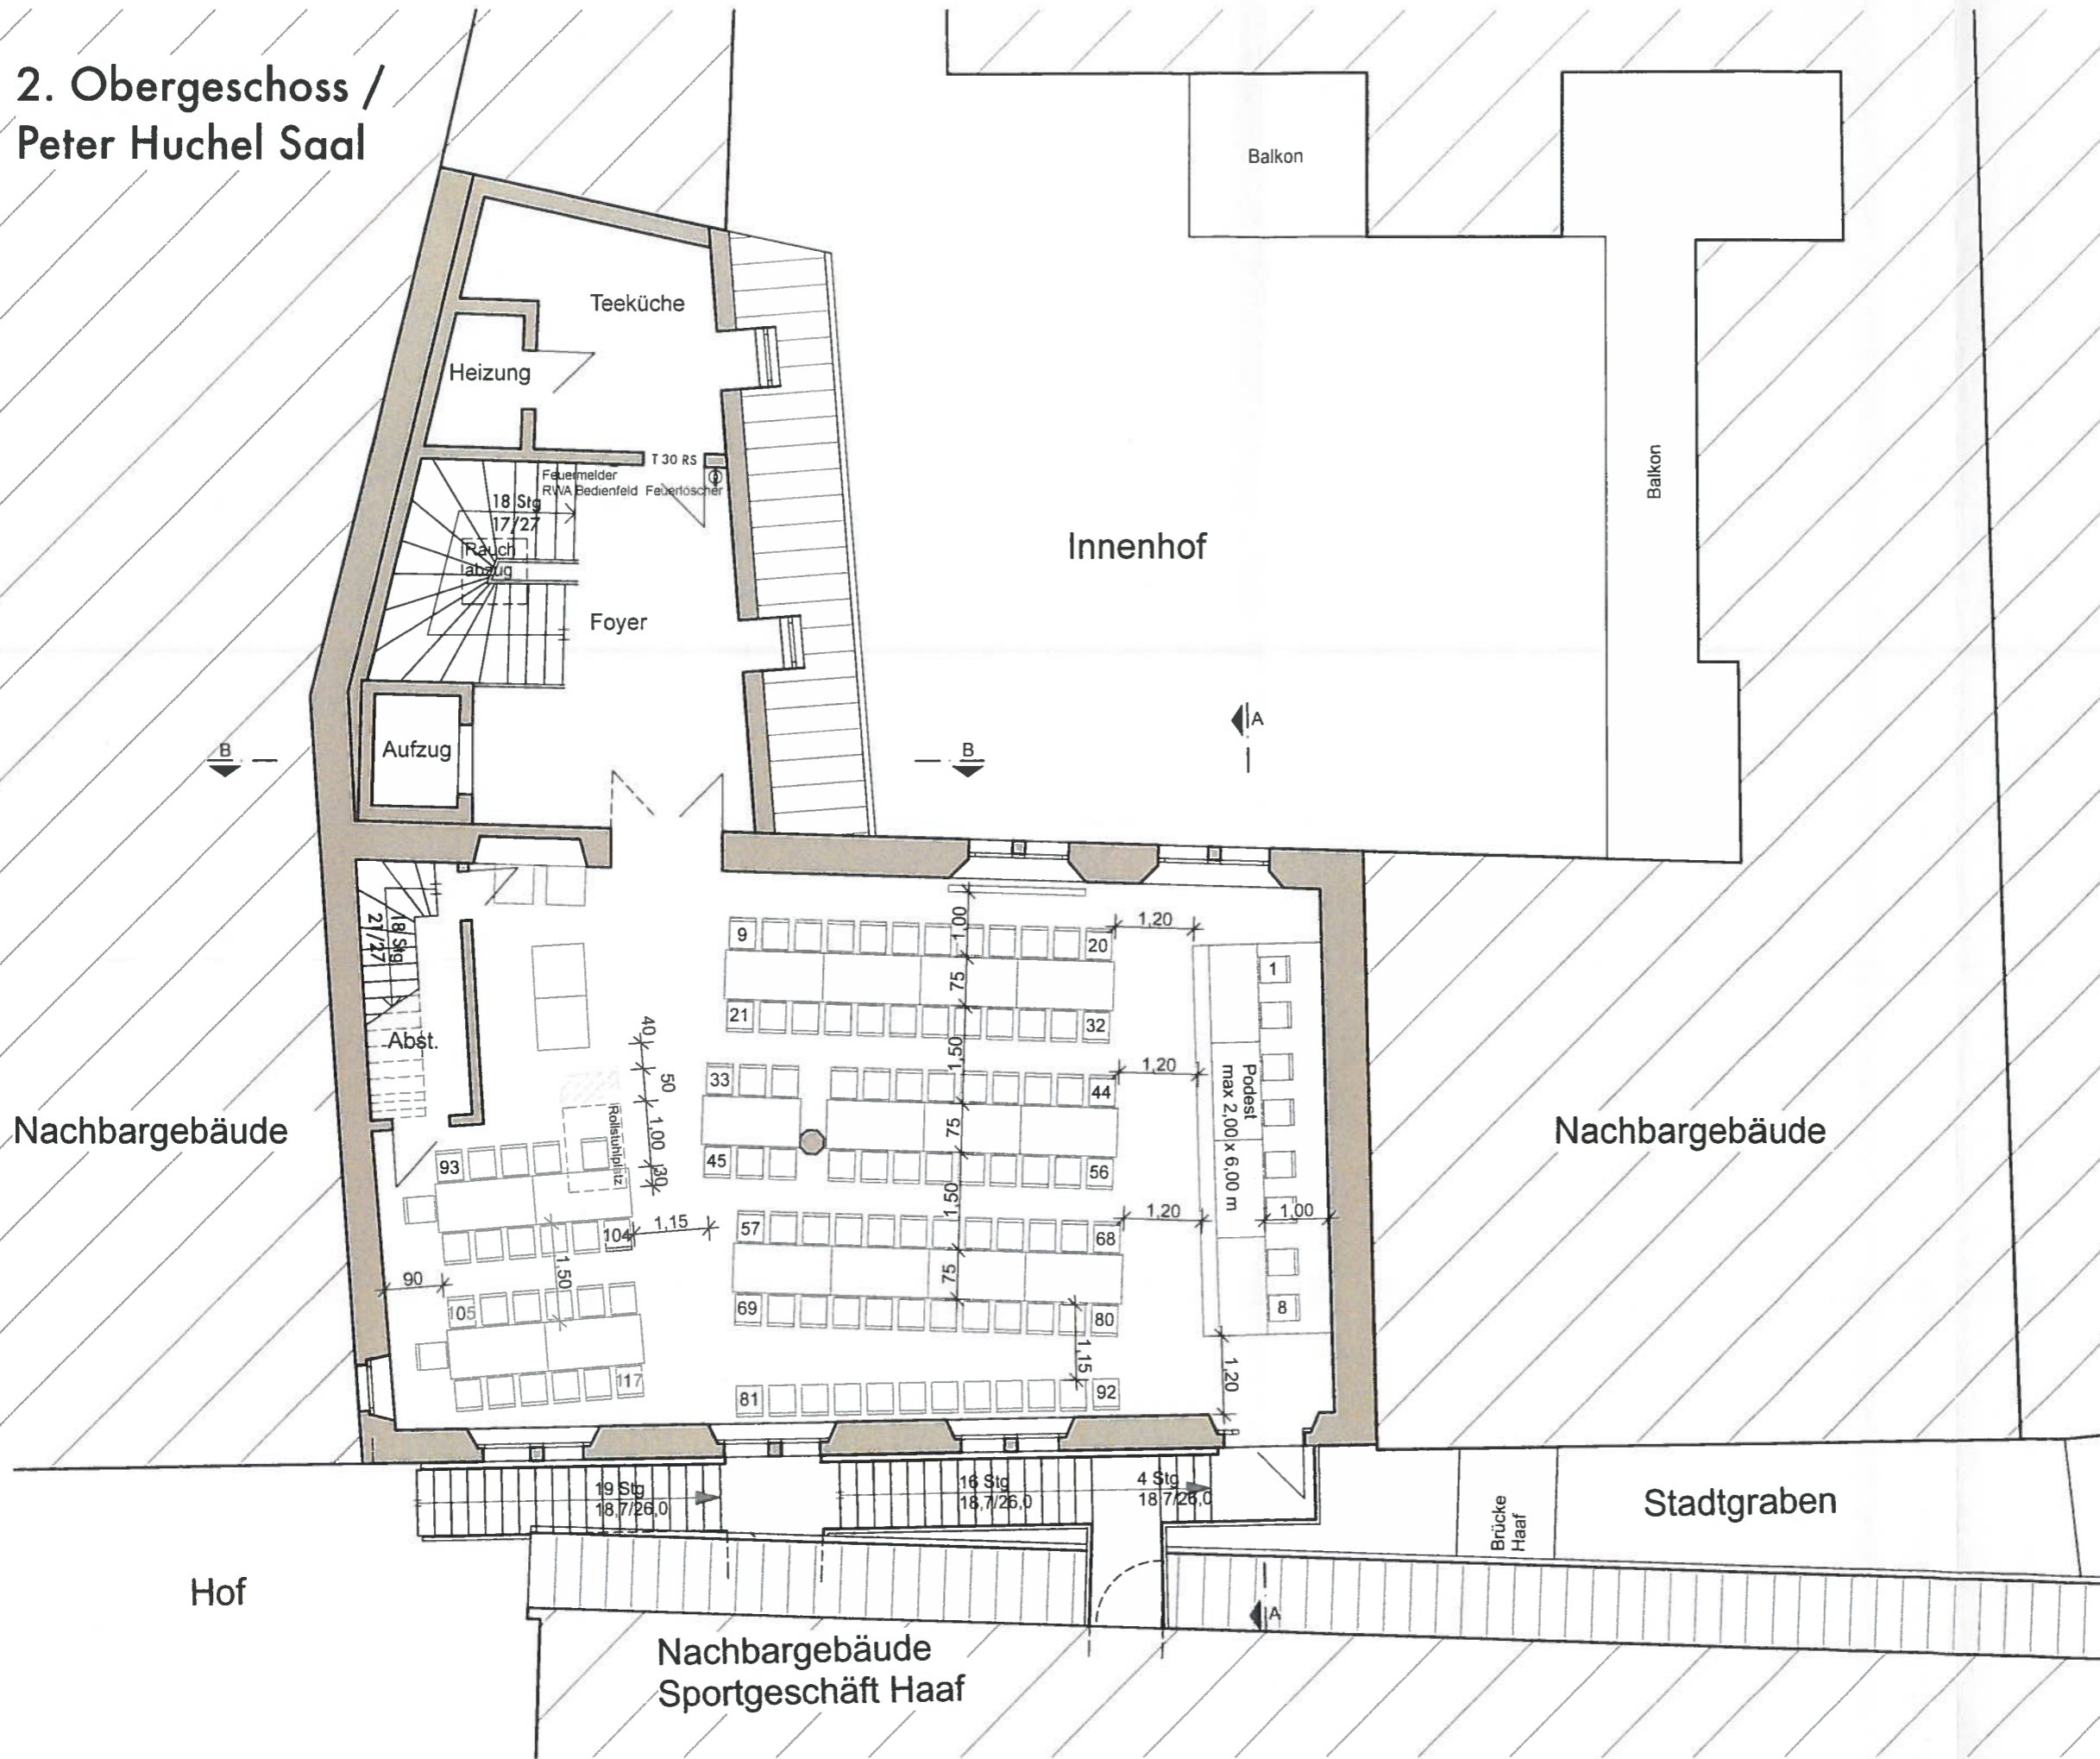 2. Obergeschoss /
Peter Huchel Saal
Balkon
Teeküche
Heizung
T 30 RS
Feuermelder
RWA Bedienfeld Feuerlöscher
18 Stg
17/27
Rauch
abzug
Foyer
Innenhof
Balkon
Aufzug
B
B
A
18 Stg
21/27
Abst.
9
20
1,00
1,20
75
1
21
32
1,50
40
50
33
44
1,20
Podest
max 2,00 x 6,00 m
Rollstuhlplatz
1,00
30
75
45
56
1,50
93
104
1,15
57
68
1,20
1,00
1,50
90
75
105
69
80
8
1,15
1,20
117
81
92
Nachbargebäude
Nachbargebäude
19 Stg
18,7/26,0
16 Stg
18,7/26,0
4 Stg
18,7/26,0
Stadtgraben
Brücke
Haaf
Hof
A
Nachbargebäude
Sportgeschäft Haaf